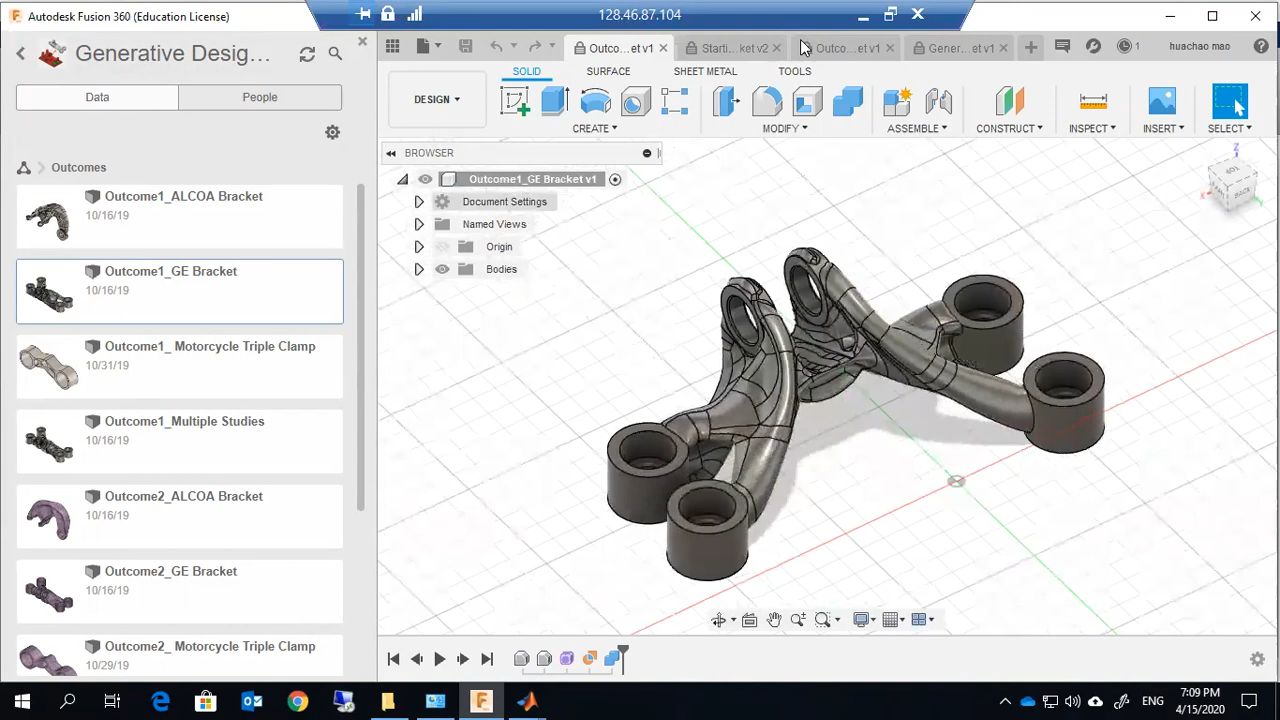 Autodesk Fusion 360 (Education License)
128.46.87.104
Generative Desig...
Data
People
Outcomes
Outcome1_ALCOA Bracket
10/16/19
Outcome1_GE Bracket
10/16/19
Outcome1_ Motorcycle Triple Clamp
10/31/19
Outcome1_Multiple Studies
10/16/19
Outcome2_ALCOA Bracket
10/16/19
Outcome2_GE Bracket
10/16/19
Outcome2_ Motorcycle Triple Clamp
10/29/19
Outco...et v1
Starti...ket v2
Outco...et v1
Gener...et v1
1
huachao mao
SOLID
SURFACE
SHEET METAL
TOOLS
DESIGN
CREATE
MODIFY
ASSEMBLE
CONSTRUCT
INSPECT
INSERT
SELECT
BROWSER
Outcome1_GE Bracket v1
Document Settings
Named Views
Origin
Bodies
Z
BACK
ENG
7:09 PM
4/15/2020